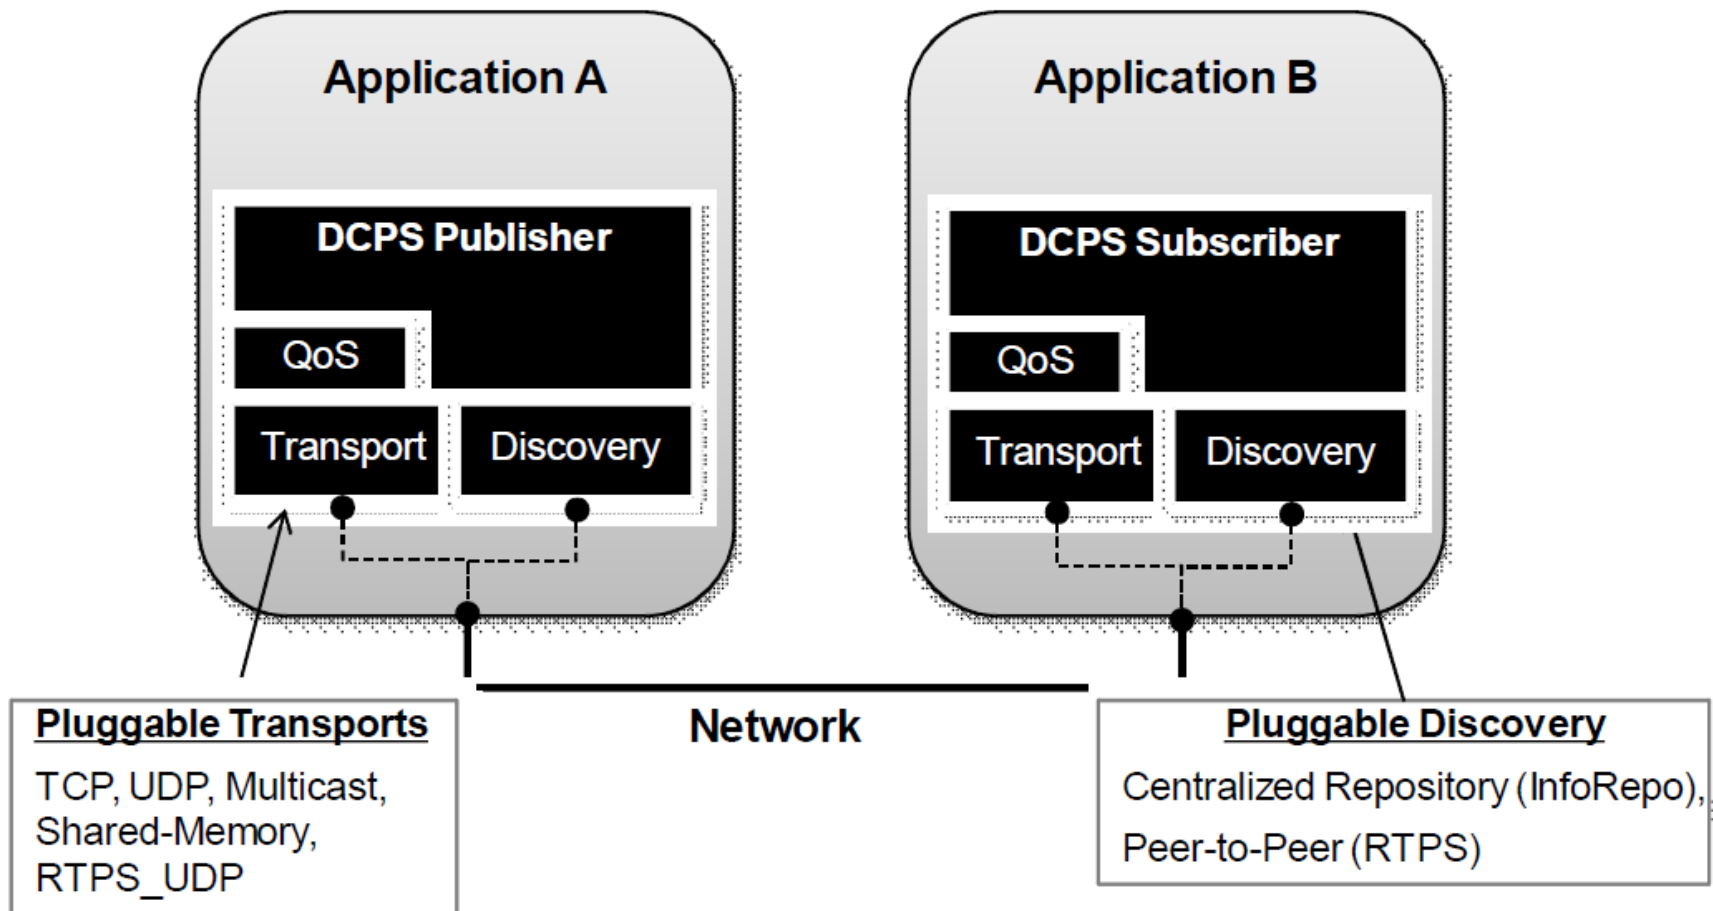 Application A
Application B
DCPS Publisher
DCPS Subscriber
QoS
QoS
Transport
Discovery
Transport
Discovery
Network
Pluggable Transports
TCP, UDP, Multicast,
Shared-Memory,
RTPS_UDP
Pluggable Discovery
Centralized Repository (InfoRepo),
Peer-to-Peer (RTPS)